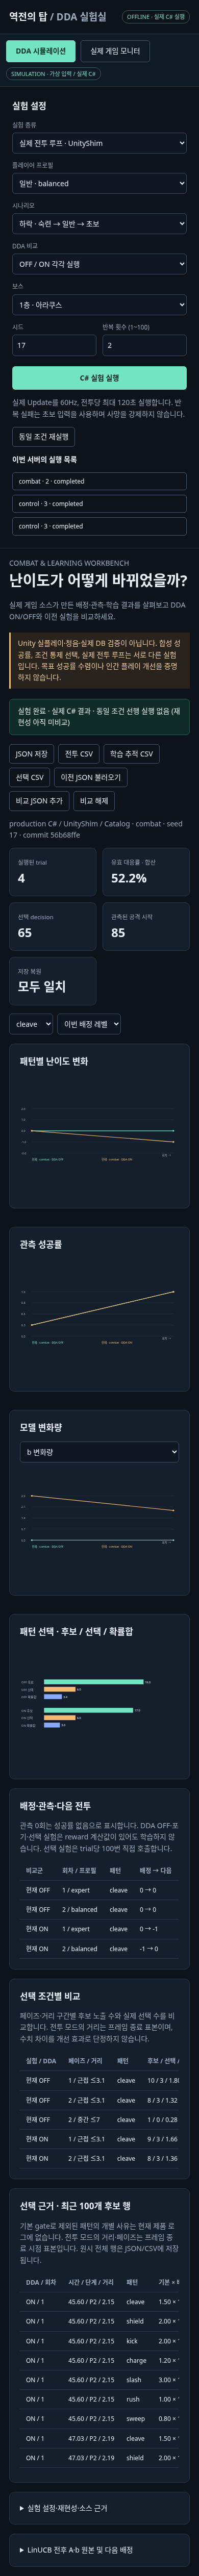 역전의 탑 / DDA 실험실
OFFLINE · 실제 C# 실행
DDA 시뮬레이션
실제 게임 모니터
SIMULATION · 가상 입력 / 실제 C#
실험 설정
실험 종류
실제 전투 루프 · UnityShim
플레이어 프로필
일반 · balanced
시나리오
하락 · 숙련 → 일반 → 초보
DDA 비교
OFF / ON 각각 실행
보스
1층 · 아라쿠스
시드
반복 횟수 (1~100)
17
2
C# 실험 실행
실제 Update를 60Hz, 전투당 최대 120초 실행합니다. 반
복 실패는 초보 입력을 사용하며 사망을 강제하지 않습니다.
동일 조건 재실행
이번 서버의 실행 목록
combat · 2 · completed
control · 3 · completed
control · 3 · completed
COMBAT & LEARNING WORKBENCH
난이도가 어떻게 바뀌었을까?
실제 게임 소스가 만든 배정·관측·학습 결과를 살펴보고 DDA
ON/OFF와 이전 실험을 비교하세요.
Unity 실플레이·정음·실제 DB 검증이 아닙니다. 합성 성
공률, 조건 통제 선택, 실제 전투 루프는 서로 다른 실험
입니다. 목표 성공률 수렴이나 인간 플레이 개선을 증명
하지 않습니다.
실험 완료 · 실제 C# 결과 · 동일 조건 선행 실행 없음 (재
현성 아직 미비교)
JSON 저장
전투 CSV
학습 추적 CSV
선택 CSV
이전 JSON 불러오기
비교 JSON 추가
비교 해제
production C# / UnityShim / Catalog · combat · seed
17 · commit 56b68ffe
실행된 trial
4
유효 대응률 · 합산
52.2%
선택 decision
65
관측된 공격 시작
85
저장 복원
모두 일치
cleave
이번 배정 레벨
패턴별 난이도 변화
관측 성공률
모델 변화량
b 변화량
패턴 선택 · 후보 / 선택 / 확률합
배정·관측·다음 전투
관측 0회는 성공률 없음으로 표시합니다. DDA OFF·포
기·선택 실험은 reward 계산값이 있어도 학습하지 않습
니다. 선택 실험은 trial당 100번 직접 호출합니다.
비교군 회차 / 프로필 패턴 배정 → 다음
현재 OFF 1 / expert cleave 0 → 0
현재 OFF 2 / balanced cleave 0 → 0
현재 ON 1 / expert cleave 0 → -1
현재 ON 2 / balanced cleave -1 → 0
선택 조건별 비교
페이즈·거리 구간별 후보 노출 수와 실제 선택 수를 비
교합니다. 전투 모드의 거리는 프레임 종료 표본이며,
수치 차이를 개선 효과로 단정하지 않습니다.
실험 / DDA 페이즈 / 거리 패턴 후보 / 선택 /
현재 OFF 1 / 근접 ≤3.1 cleave 10 / 3 / 1.80
현재 OFF 2 / 근접 ≤3.1 cleave 8 / 3 / 1.32
현재 OFF 2 / 중간 ≤7 cleave 1 / 0 / 0.28
현재 ON 1 / 근접 ≤3.1 cleave 9 / 3 / 1.66
현재 ON 2 / 근접 ≤3.1 cleave 8 / 3 / 1.36
선택 근거 · 최근 100개 후보 행
기본 gate로 제외된 패턴의 개별 사유는 현재 제품 로
그에 없습니다. 전투 모드 거리·페이즈는 프레임 종료
시점 표본입니다. 원시 전체 행은 JSON/CSV에 저장
됩니다.
DDA / 회차 시간 / 단계 / 거리 패턴
ON / 1 45.60 / P2 / 2.15 cleave 1.50 ×
ON / 1 45.60 / P2 / 2.15 shield 2.00 ×
ON / 1 45.60 / P2 / 2.15 kick 2.00 ×
ON / 1 45.60 / P2 / 2.15 charge 1.20 ×
ON / 1 45.60 / P2 / 2.15 slash 3.00 ×
ON / 1 45.60 / P2 / 2.15 rush 1.00 ×
ON / 1 45.60 / P2 / 2.15 sweep 0.80 ×
ON / 1 47.03 / P2 / 2.19 cleave 1.50 ×
ON / 1 47.03 / P2 / 2.19 shield 2.00 ×
▶ 실험 설정·재현성·소스 근거
▶ LinUCB 전후 A·b 원본 및 다음 배정